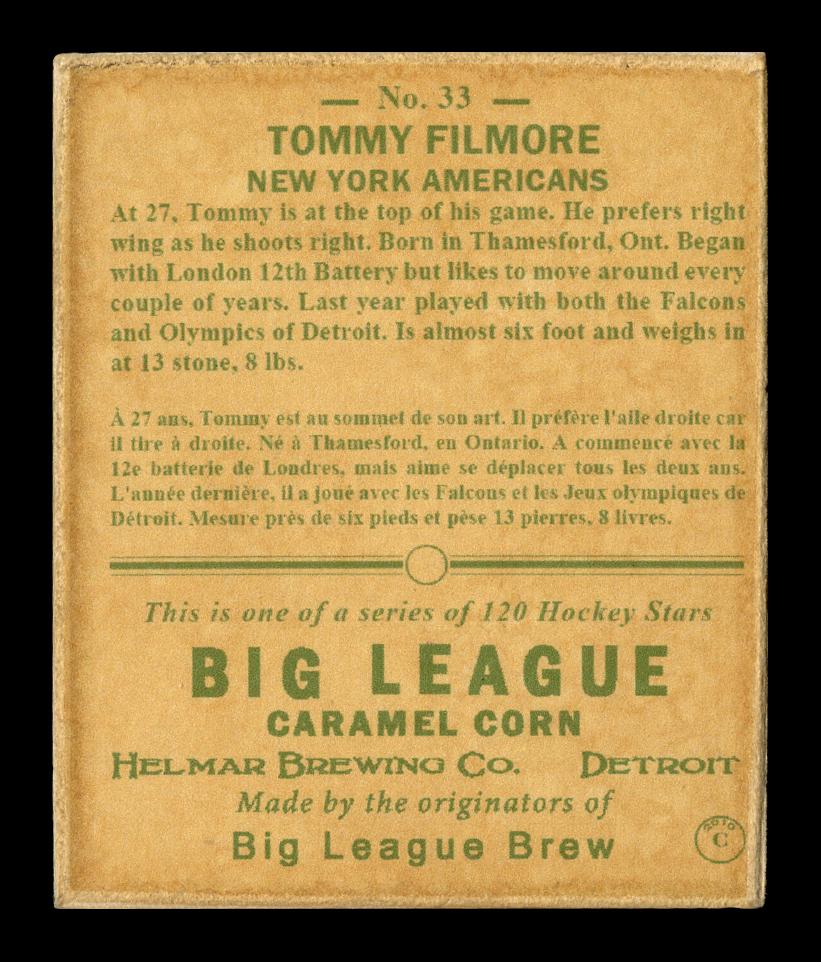 — No. 33 —
TOMMY FILMORE
NEW YORK AMERICANS
At 27, Tommy is at the top of his game. He prefers right
wing as he shoots right. Born in Thamesford, Ont. Began
with London 12th Battery but likes to move around every
couple of years. Last year played with both the Falcons
and Olympics of Detroit. Is almost six foot and weighs in
at 13 stone, 8 lbs.
À 27 ans, Tommy est au sommet de son art. Il préfère l'aile droite car
il tire à droite. Né à Thamesford, en Ontario. A commencé avec la
12e batterie de Londres, mais aime se déplacer tous les deux ans.
L'année dernière, il a joué avec les Falcons et les Jeux olympiques de
Détroit. Mesure près de six pieds et pèse 13 pierres, 8 livres.
This is one of a series of 120 Hockey Stars
BIG LEAGUE
CARAMEL CORN
HELMAR BREWING CO. DETROIT
Made by the originators of
Big League Brew
2010
C